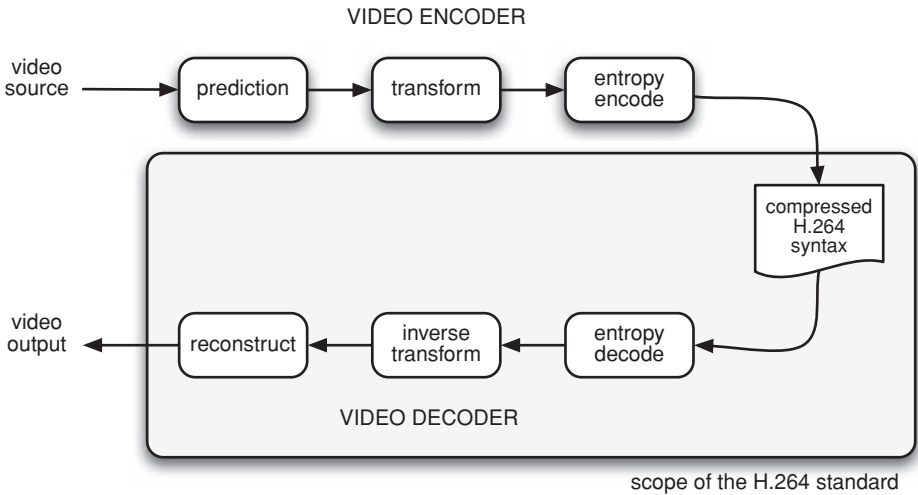 VIDEO ENCODER
video
source
prediction
transform
entropy
encode
compressed
H.264
syntax
video
output
reconstruct
inverse
transform
entropy
decode
VIDEO DECODER
scope of the H.264 standard